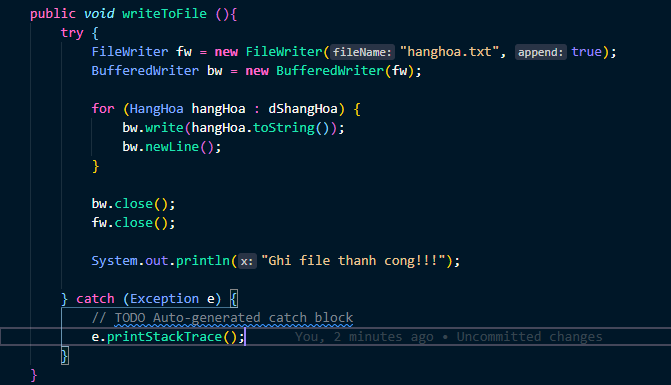 public void writeToFile (){
try {
FileWriter fw = new FileWriter(fileName: "hanghoa.txt", append: true);
BufferedWriter bw = new BufferedWriter(fw);
for (HangHoa hangHoa : dShangHoa) {
bw.write(hangHoa.toString());
bw.newLine();
}
bw.close();
fw.close();
System.out.println(x: "Ghi file thanh cong!!!");
} catch (Exception e) {
// TODO Auto-generated catch block
e.printStackTrace(); You, 2 minutes ago • Uncommitted changes
}
}